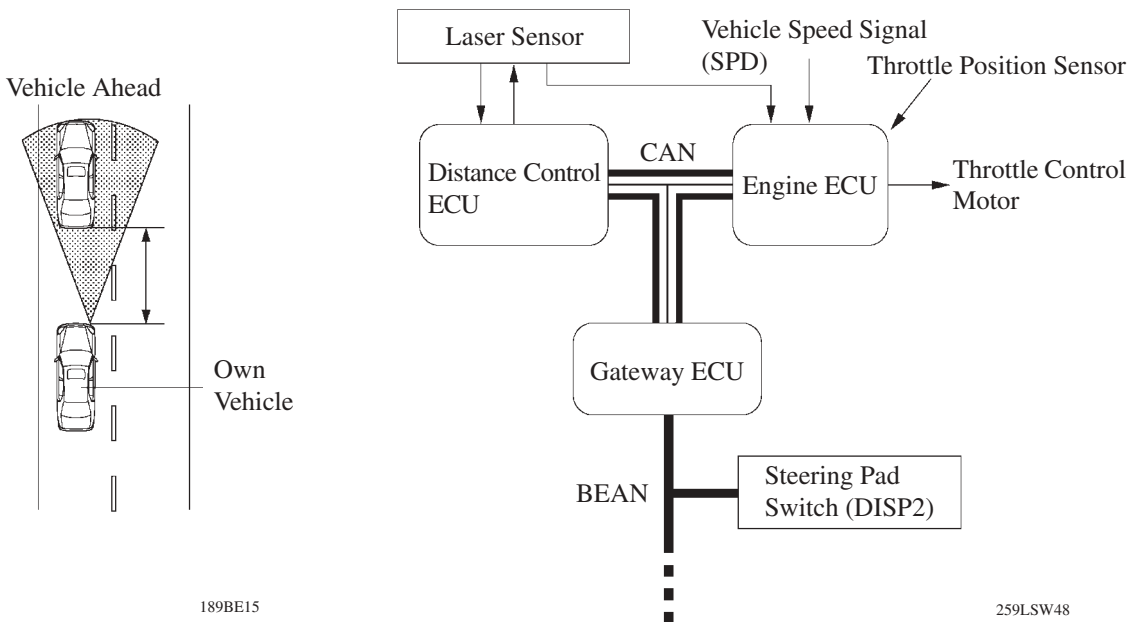 Vehicle Ahead
Own
Vehicle
189BE15
Laser Sensor
Vehicle Speed Signal
(SPD)
Throttle Position Sensor
Distance Control
ECU
CAN
Engine ECU
Throttle Control
Motor
Gateway ECU
BEAN
Steering Pad
Switch (DISP2)
259LSW48